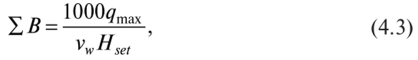 ∑ B = 1000q_max / v_w H_set , (4.3)